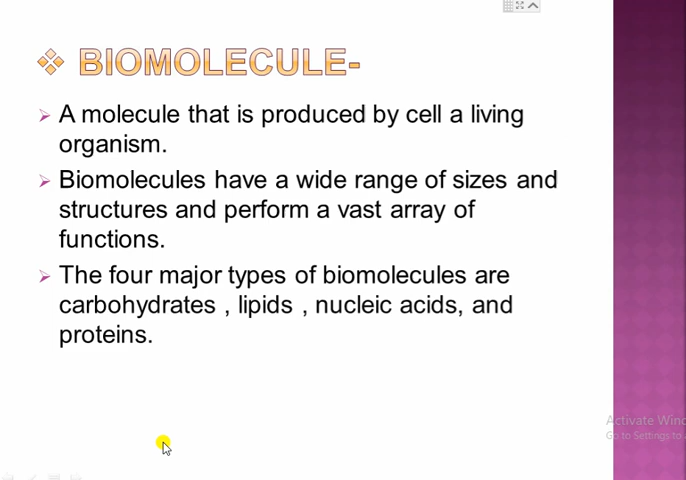 BIOMOLECULE-
A molecule that is produced by cell a living
organism.
Biomolecules have a wide range of sizes and
structures and perform a vast array of
functions.
The four major types of biomolecules are
carbohydrates , lipids , nucleic acids, and
proteins.
Activate Wind
Go to Settings to